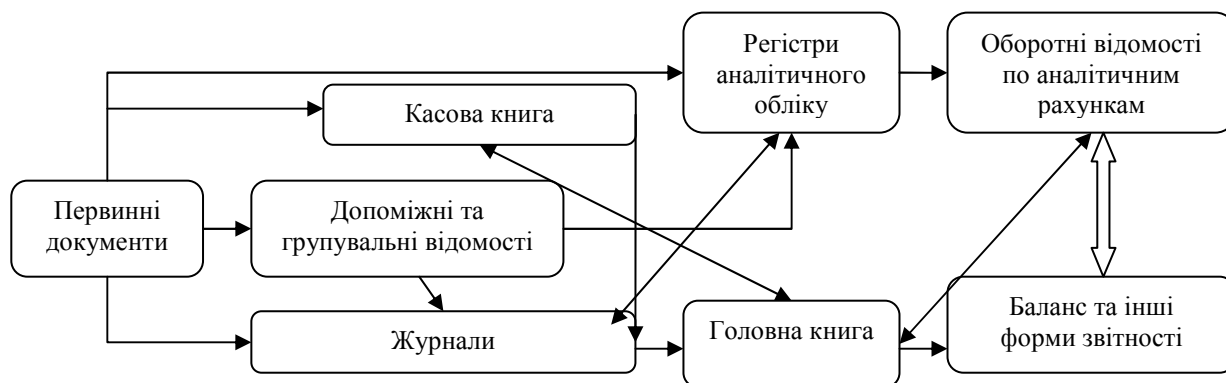 Регістри
аналітичного
обліку
Оборотні відомості
по аналітичним
рахункам
Касова книга
Первинні
документи
Допоміжні та
групувальні відомості
Журнали
Головна книга
Баланс та інші
форми звітності